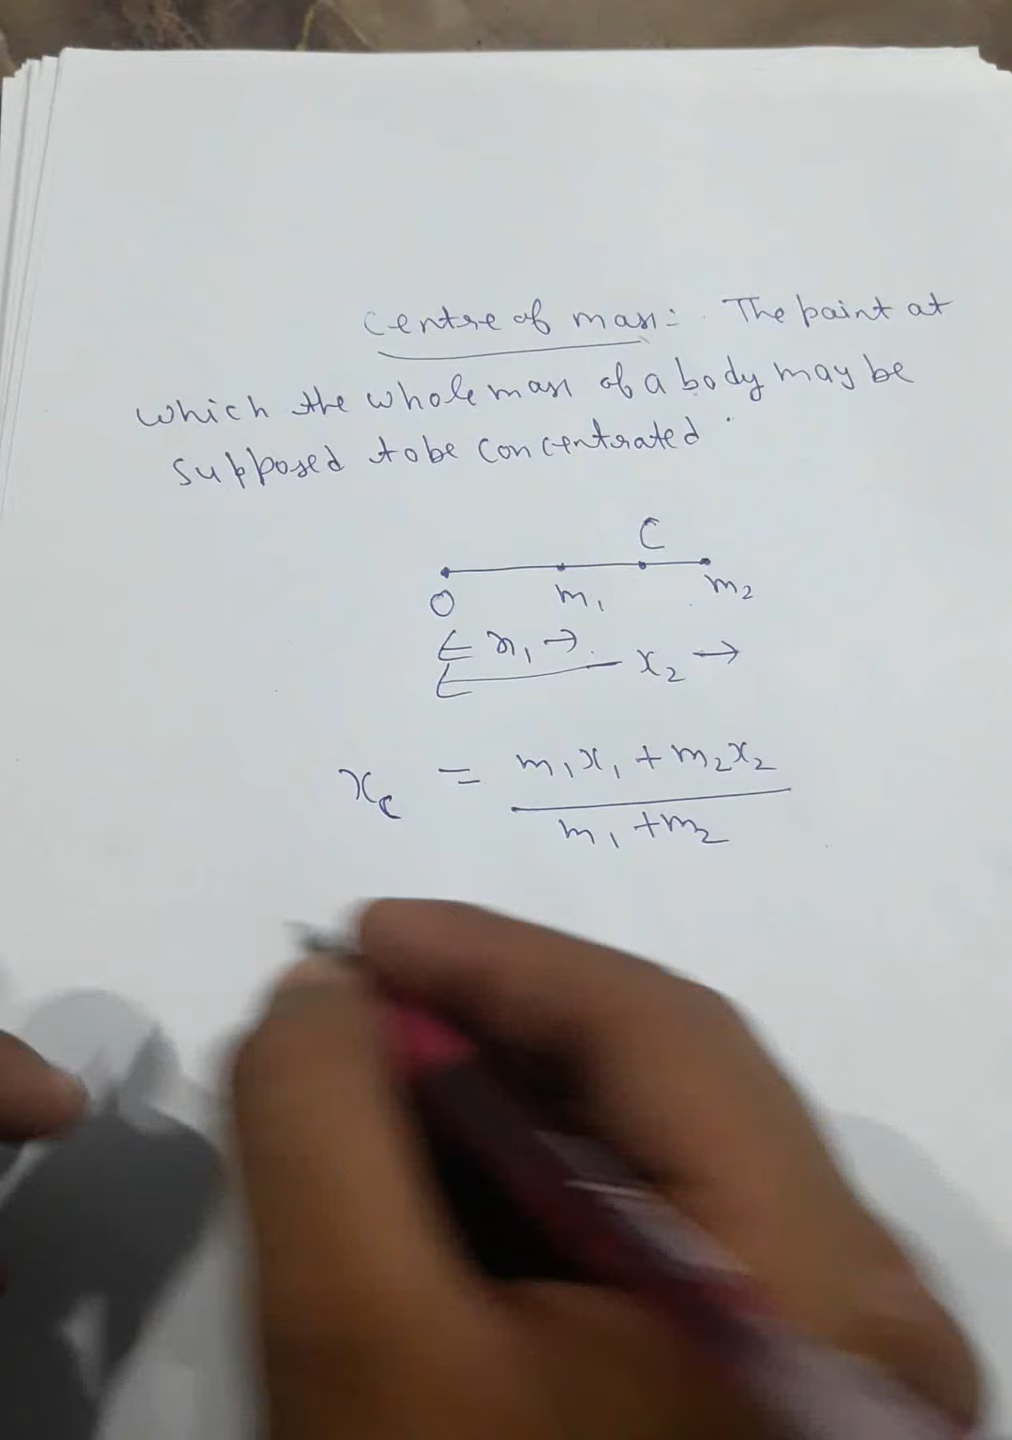 Centre of mass:- The point at
which the whole mass of a body may be
supposed to be concentrated.
C
O m₁ m₂
← x₁ →
← x₂ →
x_c = (m₁x₁ + m₂x₂) / (m₁ + m₂)